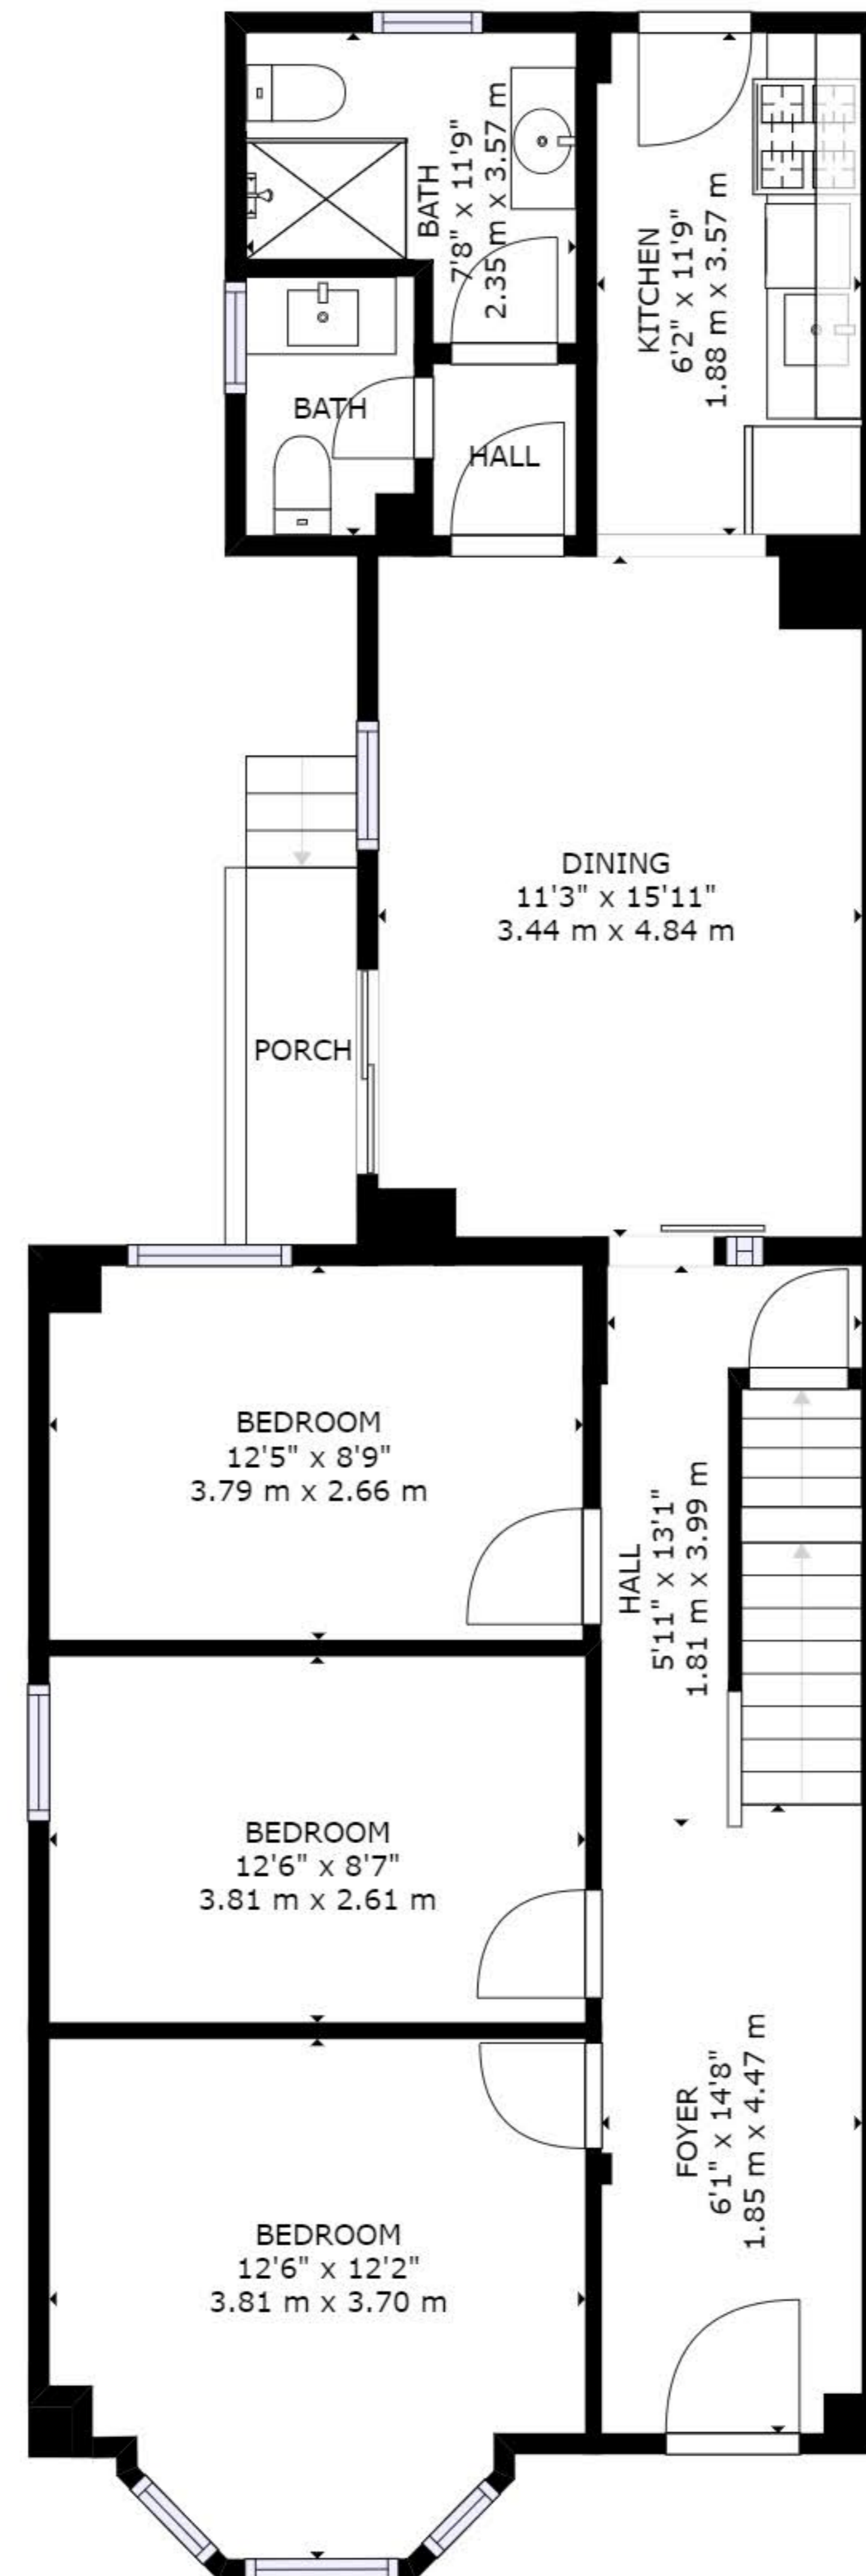 BATH
7'8" x 11'9"
2.35 m x 3.57 m
KITCHEN
6'2" x 11'9"
1.88 m x 3.57 m
BATH
HALL
DINING
11'3" x 15'11"
3.44 m x 4.84 m
PORCH
BEDROOM
12'5" x 8'9"
3.79 m x 2.66 m
HALL
5'11" x 13'1"
1.81 m x 3.99 m
BEDROOM
12'6" x 8'7"
3.81 m x 2.61 m
FOYER
6'1" x 14'8"
1.85 m x 4.47 m
BEDROOM
12'6" x 12'2"
3.81 m x 3.70 m